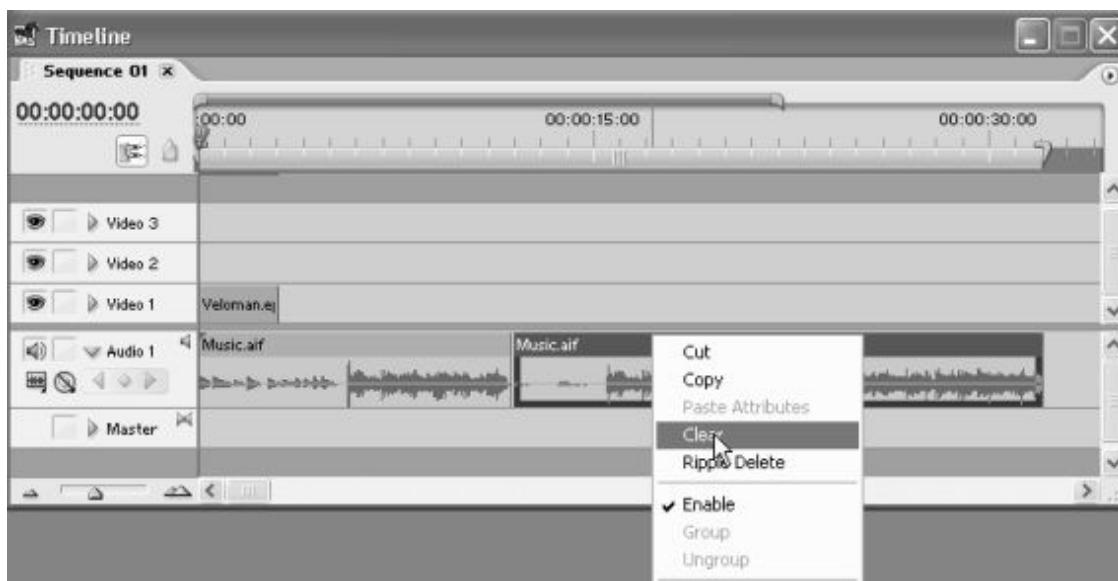 Timeline
Sequence 01
00:00:00:00
:00:00 00:00:15:00 00:00:30:00
Video 3
Video 2
Video 1 Veloman.ej
Audio 1 Music.aif Music.aif
Master
Cut
Copy
Paste Attributes
Clear
Ripple Delete
Enable
Group
Ungroup